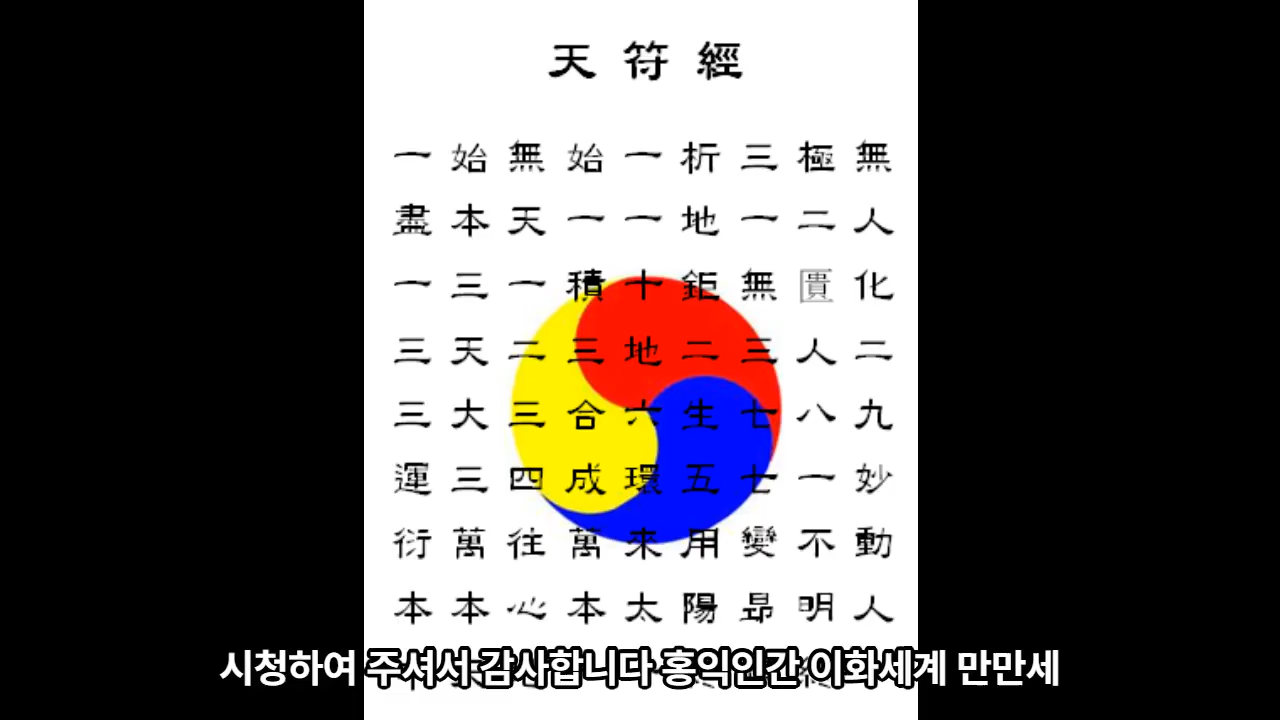 天符經
一始無始一析三極無
盡本天一一地一二人
一三一積十鉅無匱化
三天二三地二三人二
三大三合六生七八九
運三四成環五七一妙
衍萬往萬來用變不動
本本心本太陽昂明人
시청하여 주셔서 감사합니다 홍익인간 이화세계 만만세